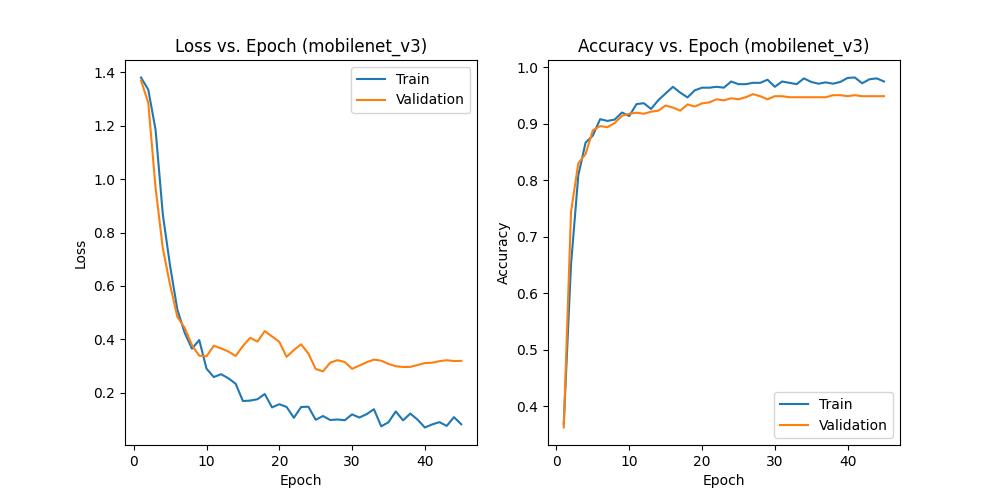 Loss vs. Epoch (mobilenet_v3)
Train
Validation
1.4
1.2
1.0
0.8
0.6
0.4
0.2
Loss
0 10 20 30 40
Epoch
Accuracy vs. Epoch (mobilenet_v3)
1.0
0.9
0.8
0.7
0.6
0.5
0.4
Accuracy
Train
Validation
0 10 20 30 40
Epoch